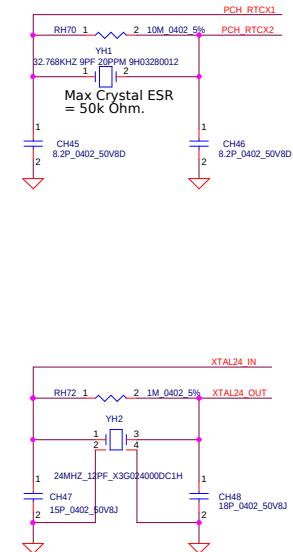 PCH_RTCX1
RH70 1 2 10M_0402_5% PCH_RTCX2
YH1
32.768KHZ 9PF 20PPM 9H03280012
1 2
Max Crystal ESR
= 50k Ohm.
1 1
CH45 CH46
8.2P_0402_50V8D 8.2P_0402_50V8D
2 2
XTAL24_IN
RH72 1 2 1M_0402_5% XTAL24_OUT
YH2
1 3
2 4
24MHZ_12PF_X3G024000DC1H
1 1
CH47 CH48
15P_0402_50V8J 18P_0402_50V8J
2 2